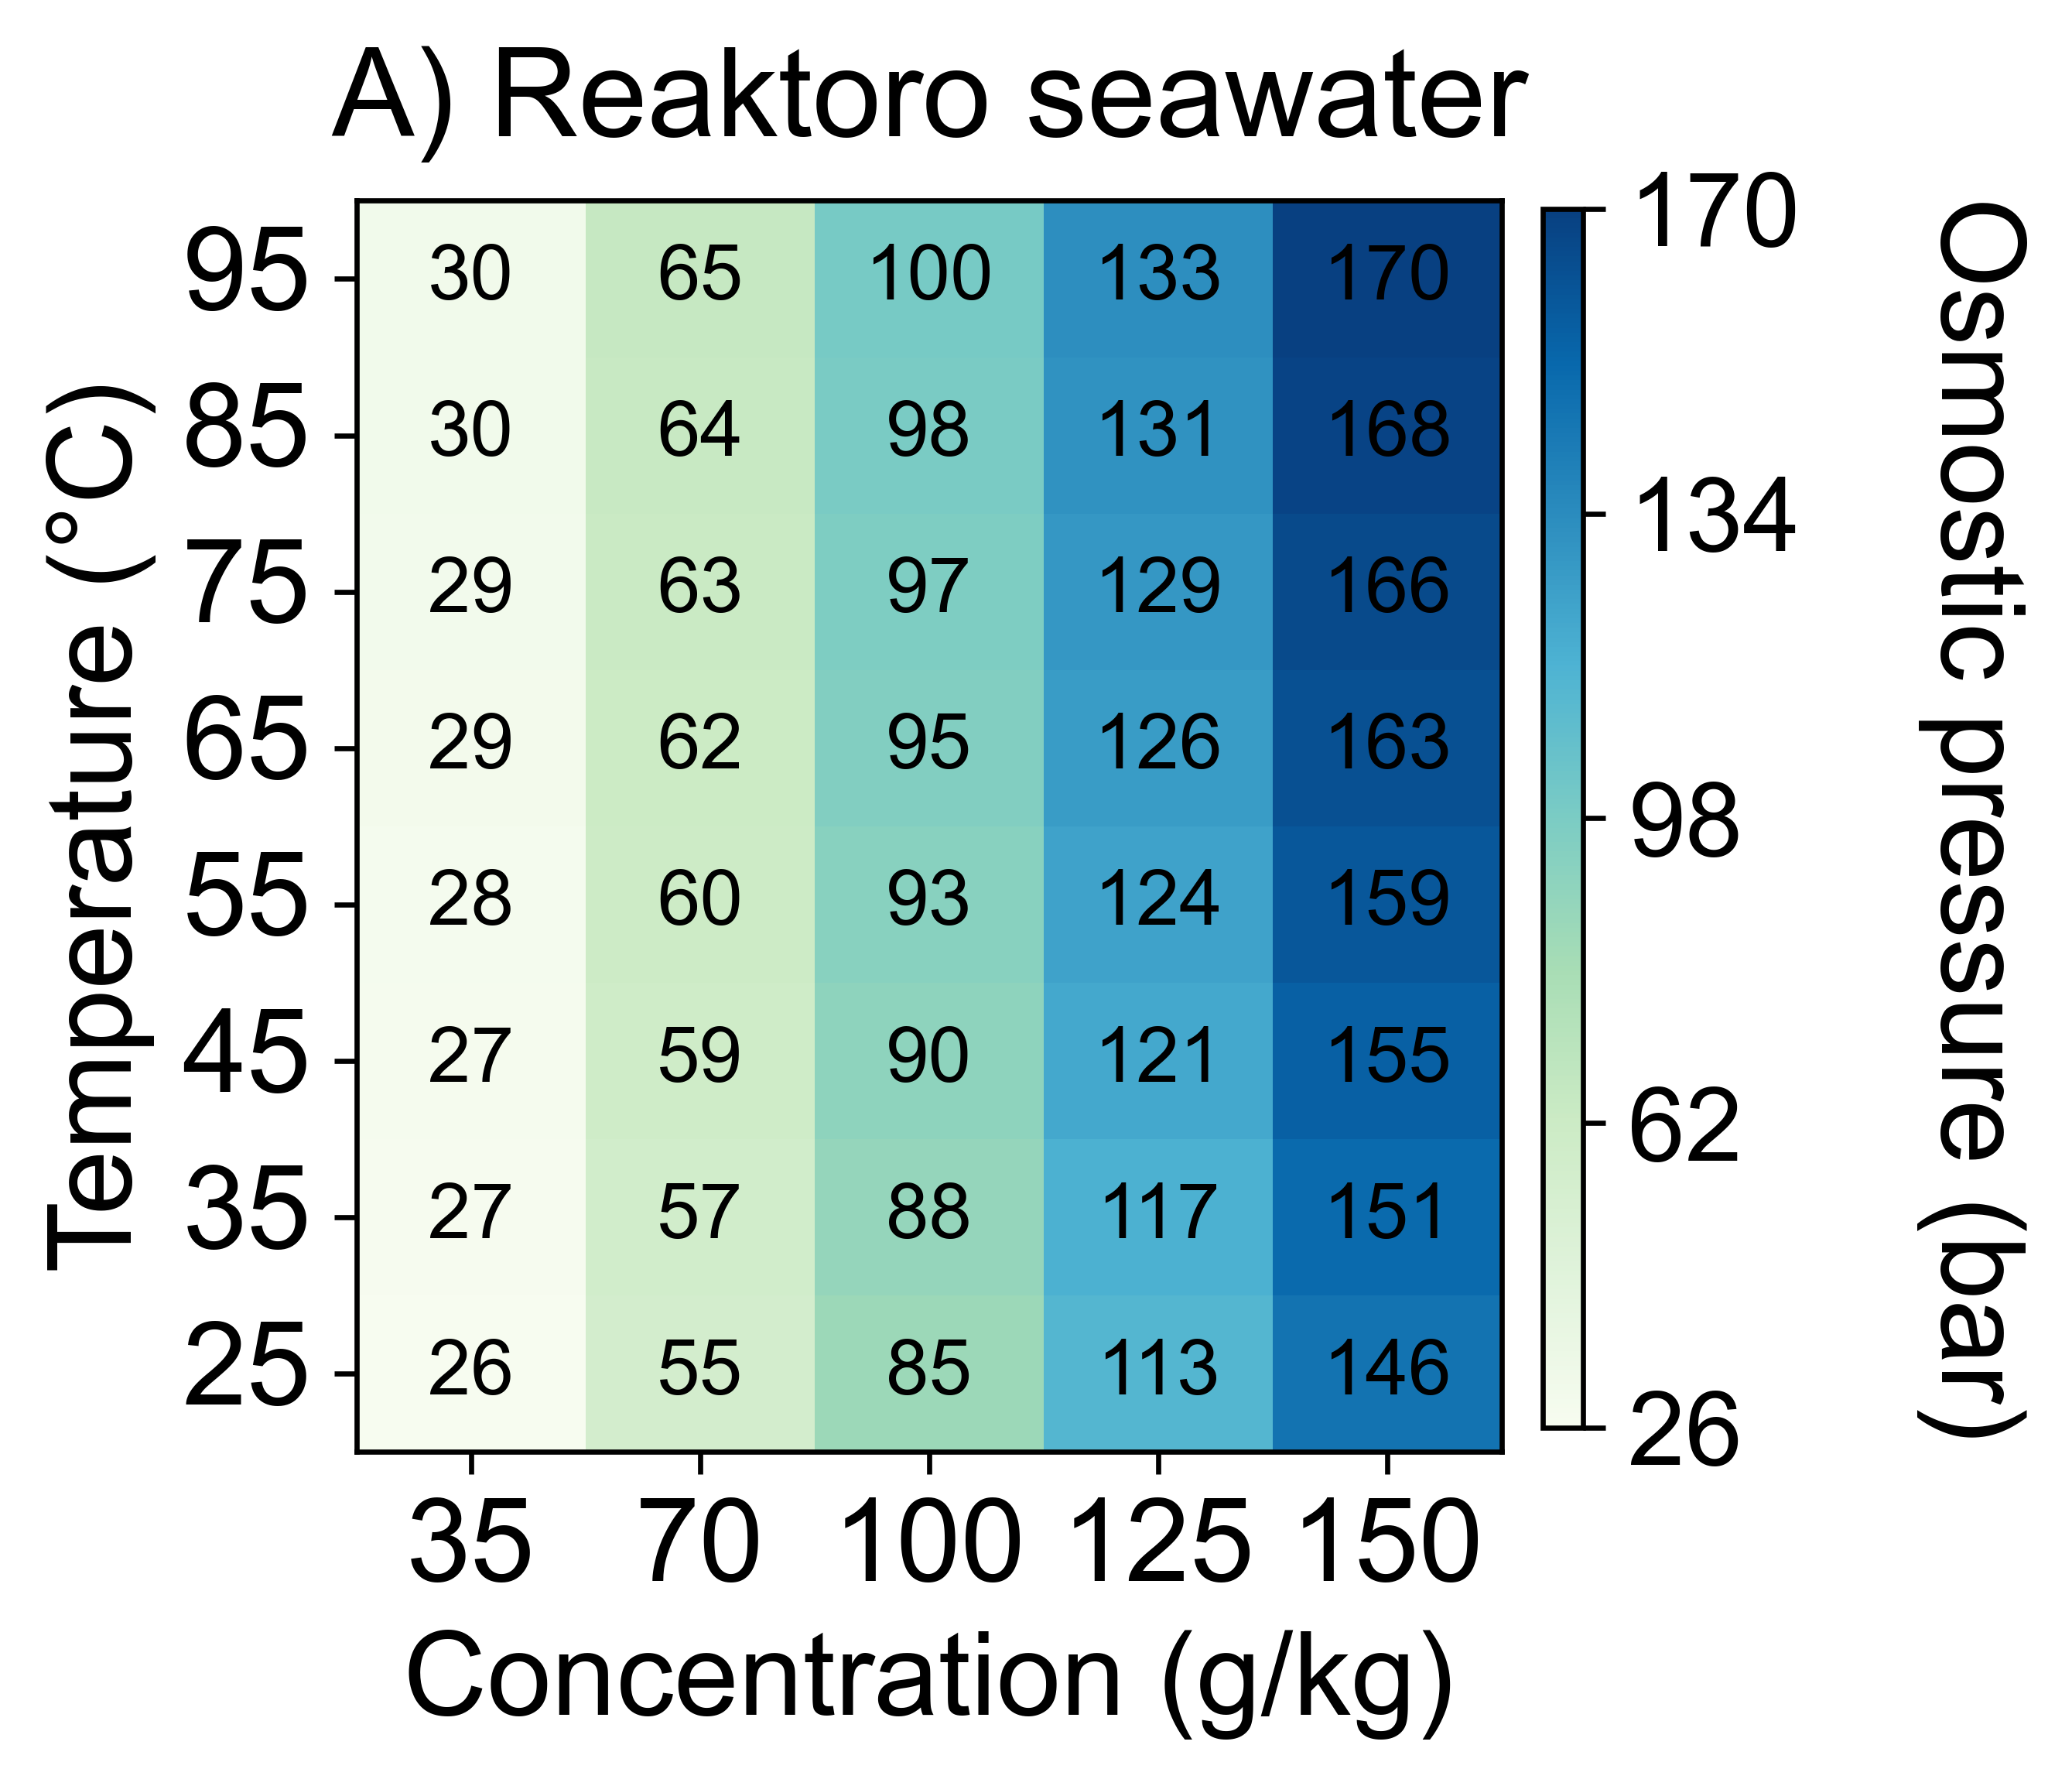 A) Reaktoro seawater
Temperature (°C)
95 30 65 100 133 170
85 30 64 98 131 168
75 29 63 97 129 166
65 29 62 95 126 163
55 28 60 93 124 159
45 27 59 90 121 155
35 27 57 88 117 151
25 26 55 85 113 146
35 70 100 125 150
Concentration (g/kg)
170
134
98
62
26
Osmostic pressure (bar)